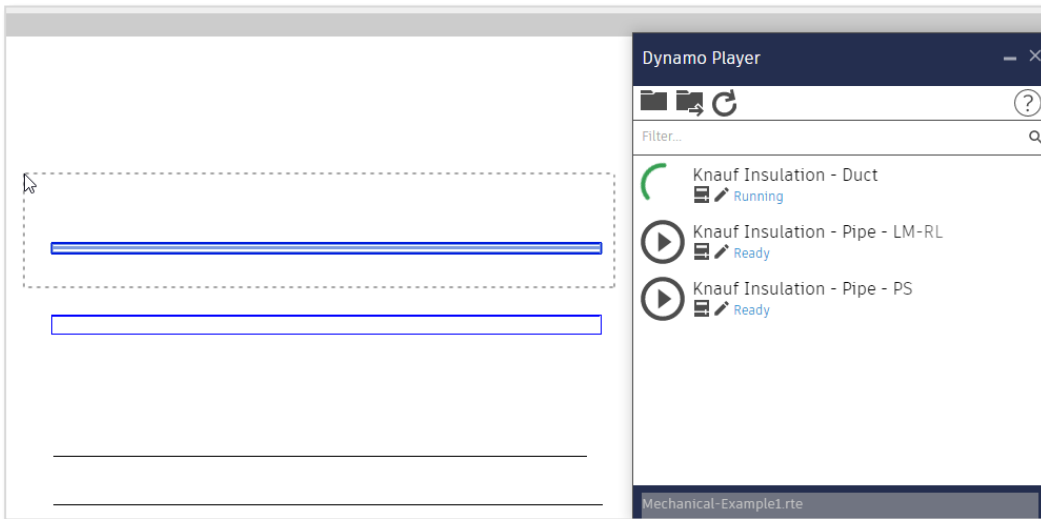 Dynamo Player
Filter...
Knauf Insulation - Duct
Running
Knauf Insulation - Pipe - LM-RL
Ready
Knauf Insulation - Pipe - PS
Ready
Mechanical-Example1.rte